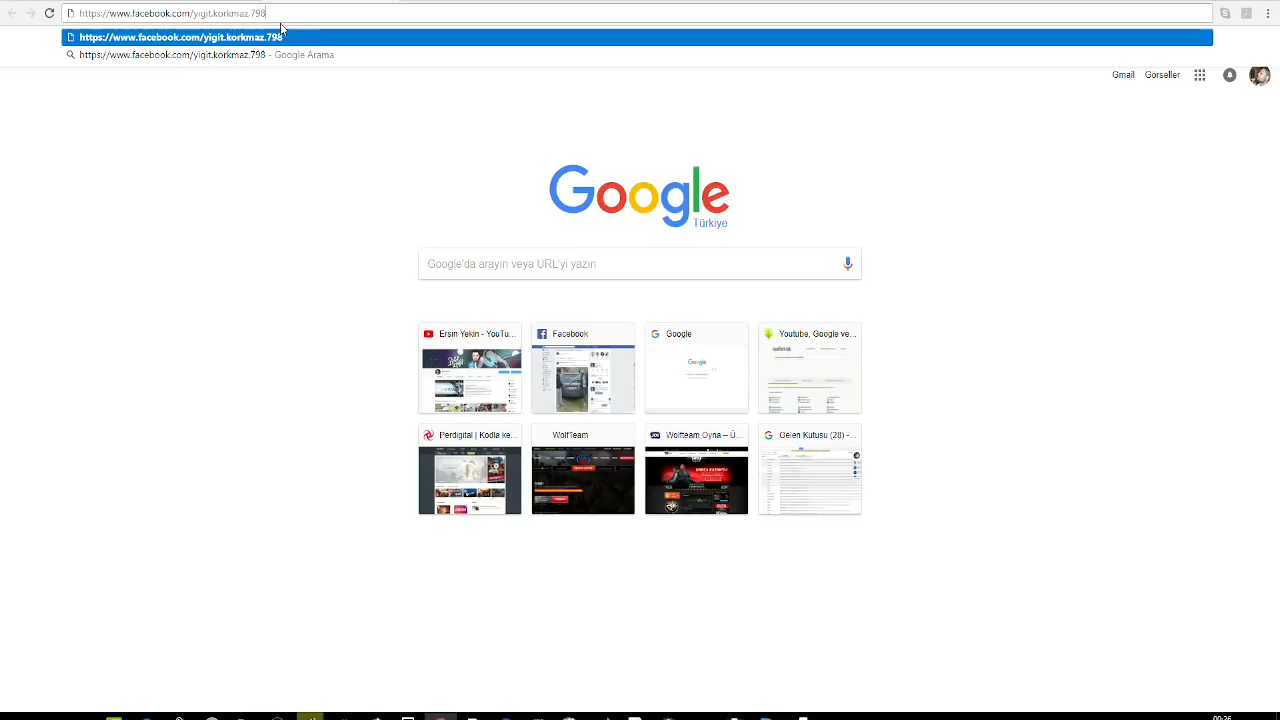 https://www.facebook.com/yigit.korkmaz.798
https://www.facebook.com/yigit.korkmaz.798
https://www.facebook.com/yigit.korkmaz.798 - Google Arama
Gmail Görseller
Google
Türkiye
Google'da arayın veya URL'yi yazın
Ersin Yekin - YouTu...
Facebook
Google
Youtube, Google ve...
Perdigital | Kodla ke...
WolfTeam
Wolfteam Oyna – Ü...
Gelen Kutusu (28) -...
00:26